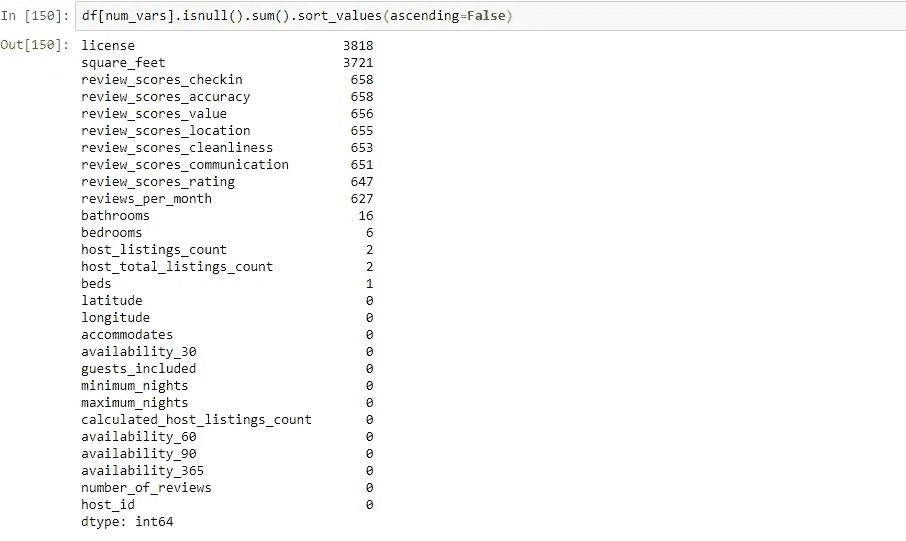 In [150]: df[num_vars].isnull().sum().sort_values(ascending=False)
Out[150]: license 3818
square_feet 3721
review_scores_checkin 658
review_scores_accuracy 658
review_scores_value 656
review_scores_location 655
review_scores_cleanliness 653
review_scores_communication 651
review_scores_rating 647
reviews_per_month 627
bathrooms 16
bedrooms 6
host_listings_count 2
host_total_listings_count 2
beds 1
latitude 0
longitude 0
accommodates 0
availability_30 0
guests_included 0
minimum_nights 0
maximum_nights 0
calculated_host_listings_count 0
availability_60 0
availability_90 0
availability_365 0
number_of_reviews 0
host_id 0
dtype: int64